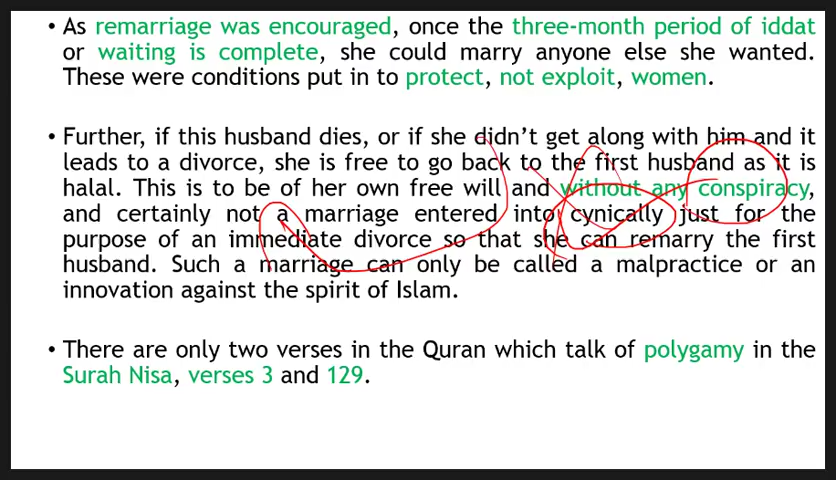 • As remarriage was encouraged, once the three-month period of iddat
or waiting is complete, she could marry anyone else she wanted.
These were conditions put in to protect, not exploit, women.
• Further, if this husband dies, or if she didn't get along with him and it
leads to a divorce, she is free to go back to the first husband as it is
halal. This is to be of her own free will and without any conspiracy,
and certainly not a marriage entered into cynically just for the
purpose of an immediate divorce so that she can remarry the first
husband. Such a marriage can only be called a malpractice or an
innovation against the spirit of Islam.
• There are only two verses in the Quran which talk of polygamy in the
Surah Nisa, verses 3 and 129.